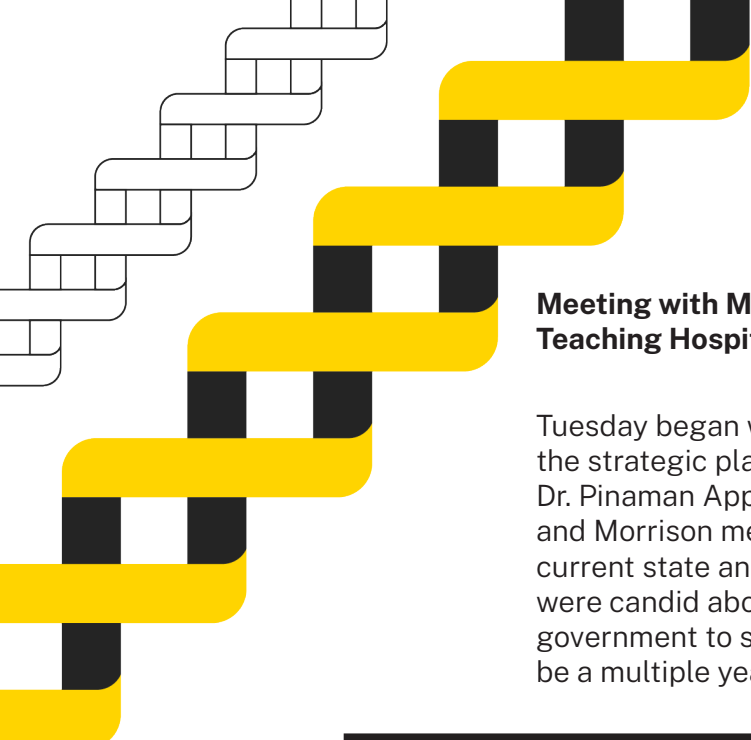 Meeting with M
Teaching Hospi
Tuesday began
the strategic pla
Dr. Pinaman App
and Morrison me
current state an
were candid abo
government to s
be a multiple yea